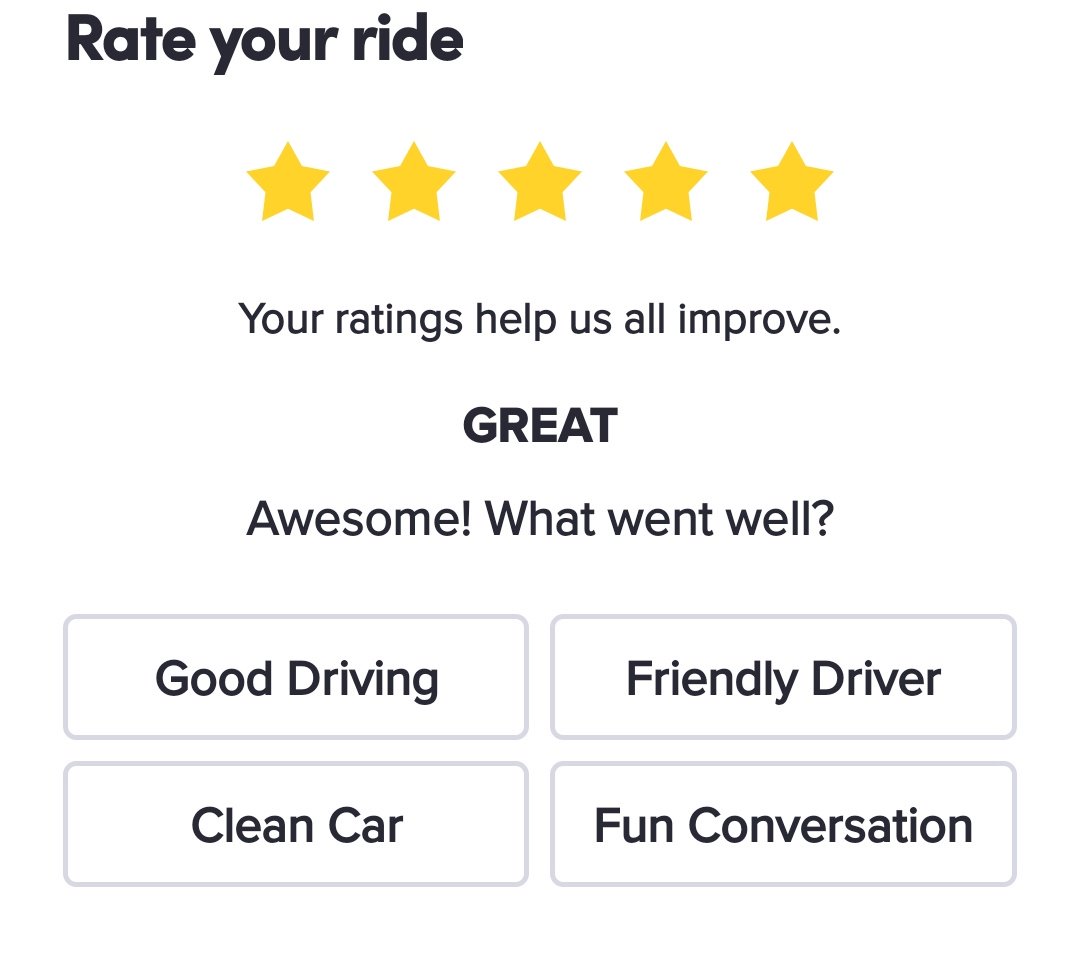 Rate your ride
Your ratings help us all improve.
GREAT
Awesome! What went well?
Good Driving
Friendly Driver
Clean Car
Fun Conversation